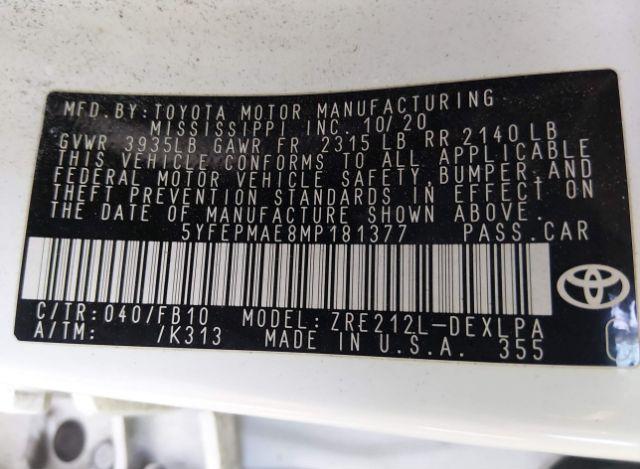 MFD.BY:TOYOTA MOTOR MANUFACTURING
MISSISSIPPI INC. 10/20
GVWR 3935LB GAWR FR 2315 LB RR 2140 LB
THIS VEHICLE CONFORMS TO ALL APPLICABLE
FEDERAL MOTOR VEHICLE SAFETY, BUMPER, AND
THEFT PREVENTION STANDARDS IN EFFECT ON
THE DATE OF MANUFACTURE SHOWN ABOVE.
5YFEPMAE8MP181377 PASS.CAR
C/TR: 040/FB10 MODEL: ZRE212L-DEXLPA
A/TM: /K313 MADE IN U.S.A. 355